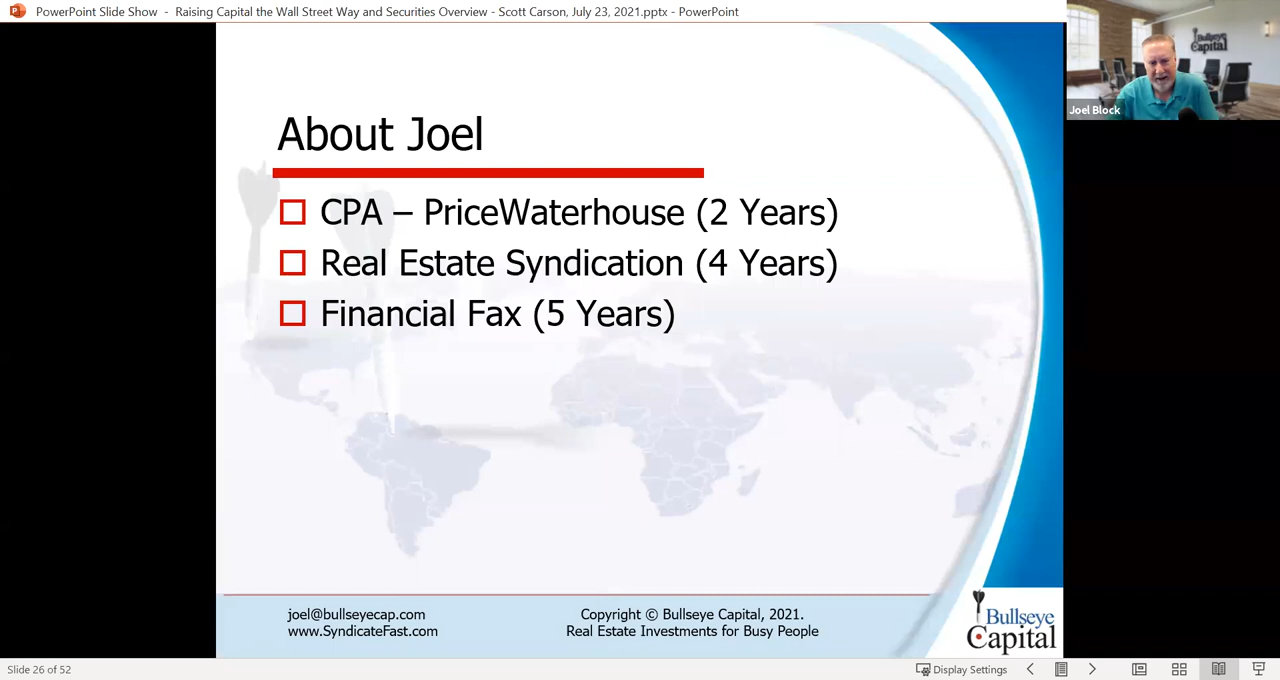 PowerPoint Slide Show - Raising Capital the Wall Street Way and Securities Overview - Scott Carson, July 23, 2021.pptx - PowerPoint
Bullseye
Capital
Joel Block
About Joel
CPA – PriceWaterhouse (2 Years)
Real Estate Syndication (4 Years)
Financial Fax (5 Years)
joel@bullseyecap.com
www.SyndicateFast.com
Copyright © Bullseye Capital, 2021.
Real Estate Investments for Busy People
Bullseye
Capital
Slide 26 of 52
Display Settings